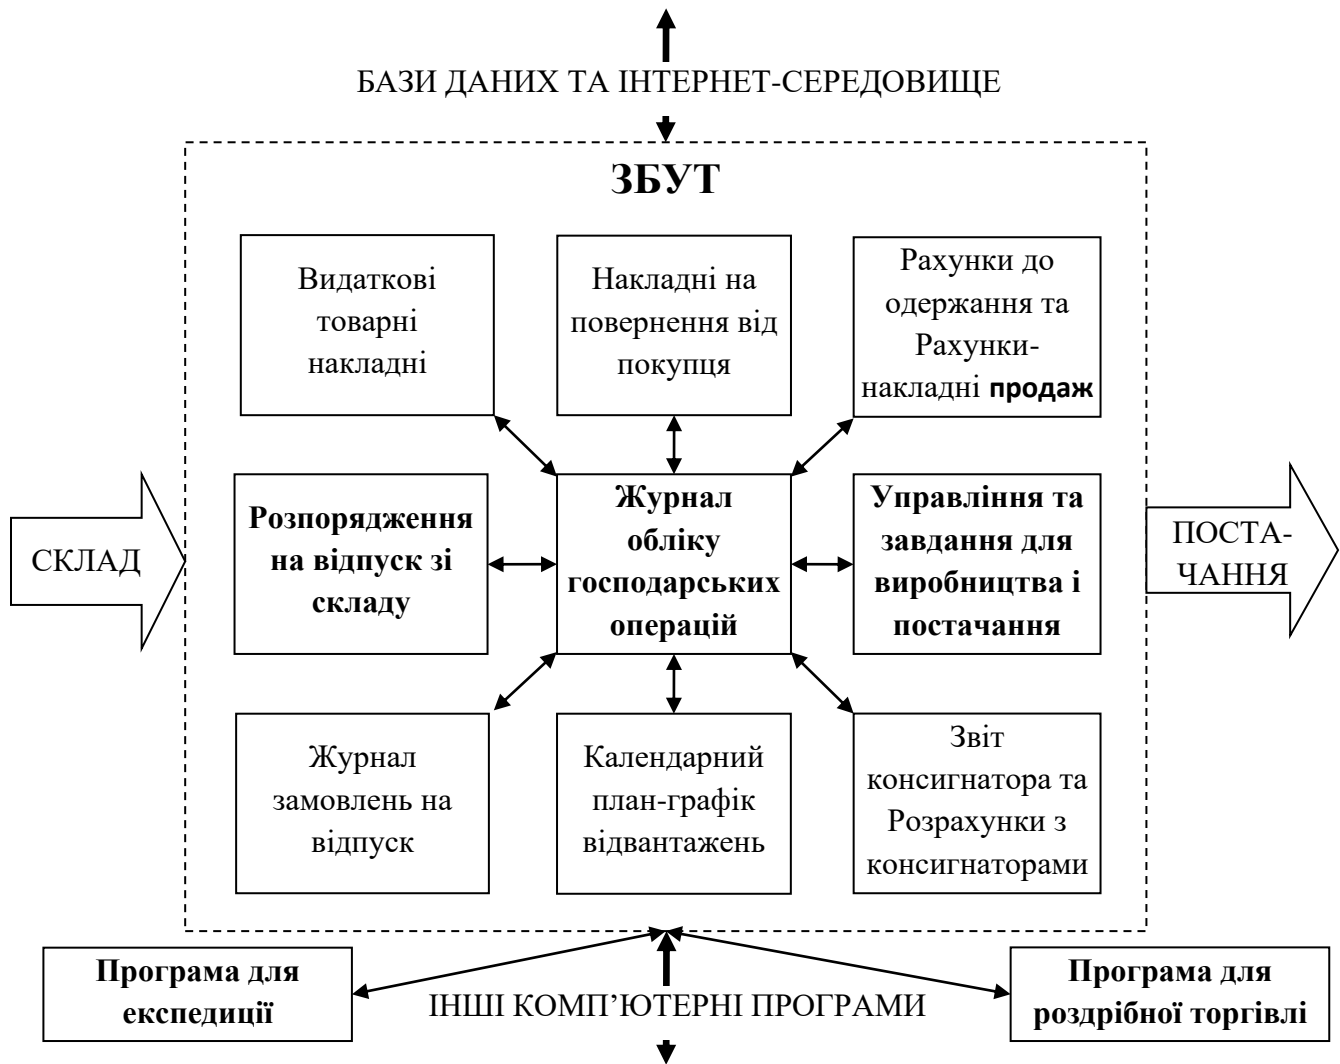 БАЗИ ДАНИХ ТА ІНТЕРНЕТ-СЕРЕДОВИЩЕ
ЗБУТ
Видаткові
товарні
накладні
Накладні на
повернення від
покупця
Рахунки до
одержання та
Рахунки-
накладні продаж
СКЛАД
Розпорядження
на відпуск зі
складу
Журнал
обліку
господарських
операцій
Управління та
завдання для
виробництва і
постачання
ПОСТА-
ЧАННЯ
Журнал
замовлень на
відпуск
Календарний
план-графік
відвантажень
Звіт
консигнатора та
Розрахунки з
консигнаторами
Програма для
експедиції
ІНШІ КОМП’ЮТЕРНІ ПРОГРАМИ
Програма для
роздрібної торгівлі